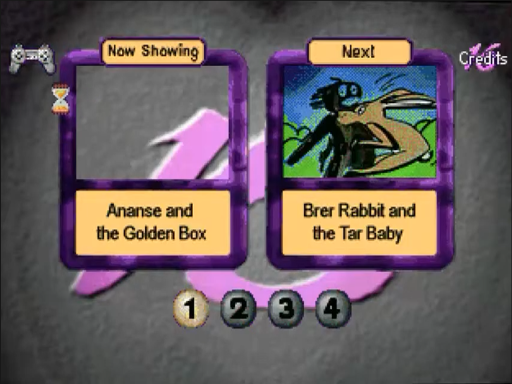 Now Showing
Next
Credits
Ananse and
the Golden Box
Brer Rabbit and
the Tar Baby
1 2 3 4